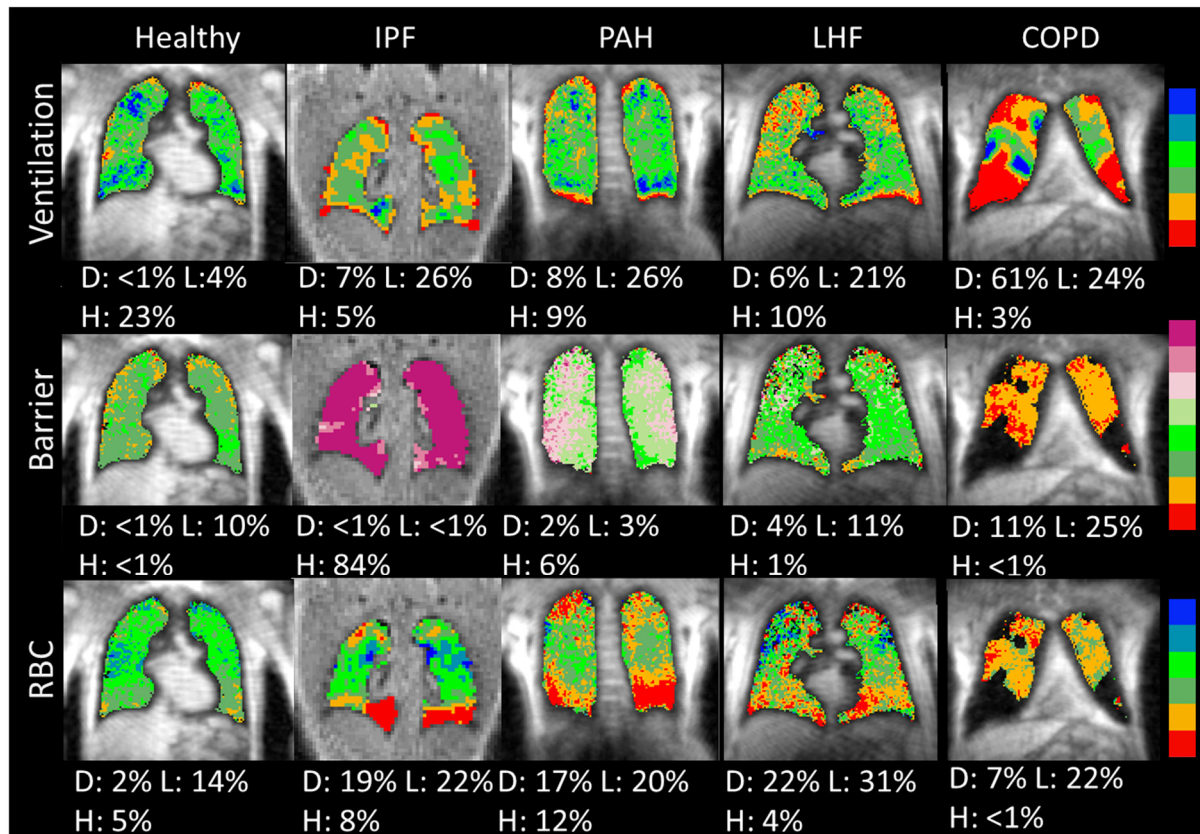 Healthy IPF PAH LHF COPD
Ventilation
D: <1% L:4% D: 7% L: 26% D: 8% L: 26% D: 6% L: 21% D: 61% L: 24%
H: 23% H: 5% H: 9% H: 10% H: 3%
Barrier
D: <1% L: 10% D: <1% L: <1% D: 2% L: 3% D: 4% L: 11% D: 11% L: 25%
H: <1% H: 84% H: 6% H: 1% H: <1%
RBC
D: 2% L: 14% D: 19% L: 22% D: 17% L: 20% D: 22% L: 31% D: 7% L: 22%
H: 5% H: 8% H: 12% H: 4% H: <1%